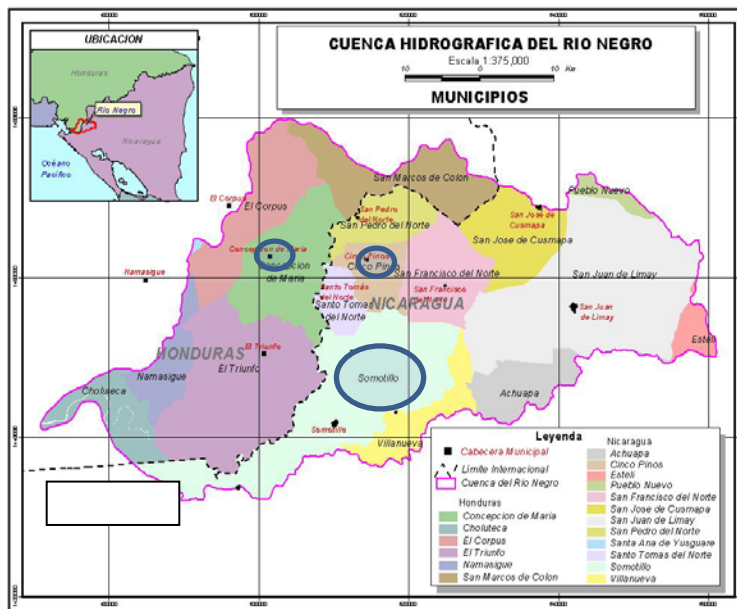 UBICACION
Honduras
Río Negro
Nicaragua
Océano
Pacífico
CUENCA HIDROGRAFICA DEL RIO NEGRO
Escala 1:375,000
10 0 10 Km
MUNICIPIOS
San Marcos de Colon
Pueblo Nuevo
El Corpus
El Corpus
San Pedro
del Norte
San Pedro del Norte
San José de
Cusmapa
San Jose de Cusmapa
Concepcion de Maria
Concepción
de Maria
Cinco Pinos
Cinco Pinos
San Francisco del Norte
San Juan de Limay
Namasigue
Santo Tomás
del Norte
Santo Tomas
del Norte
San Francisco
del Norte
NICARAGUA
San Juan
de Limay
Esteli
HONDURAS
El Triunfo
El Triunfo
Namasigue
Choluteca
Somotillo
Achuapa
Somotillo
Villanueva
Leyenda
Cabecera Municipal
Límite Internacional
Cuenca del Río Negro
Honduras
Concepcion de Maria
Choluteca
El Corpus
El Triunfo
Namasigue
San Marcos de Colon
Nicaragua
Achuapa
Cinco Pinos
Esteli
Pueblo Nuevo
San Francisco del Norte
San Jose de Cusmapa
San Juan de Limay
San Pedro del Norte
Santa Ana de Yusguare
Santo Tomas del Norte
Somotillo
Villanueva